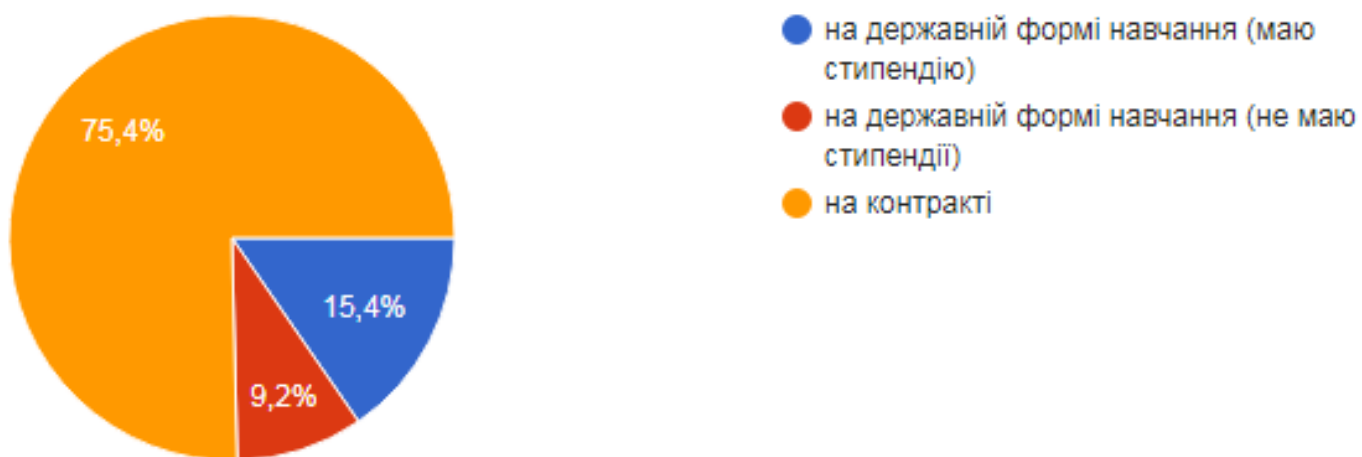 75,4%
15,4%
9,2%
на державній формі навчання (маю
стипендію)
на державній формі навчання (не маю
стипендії)
на контракті